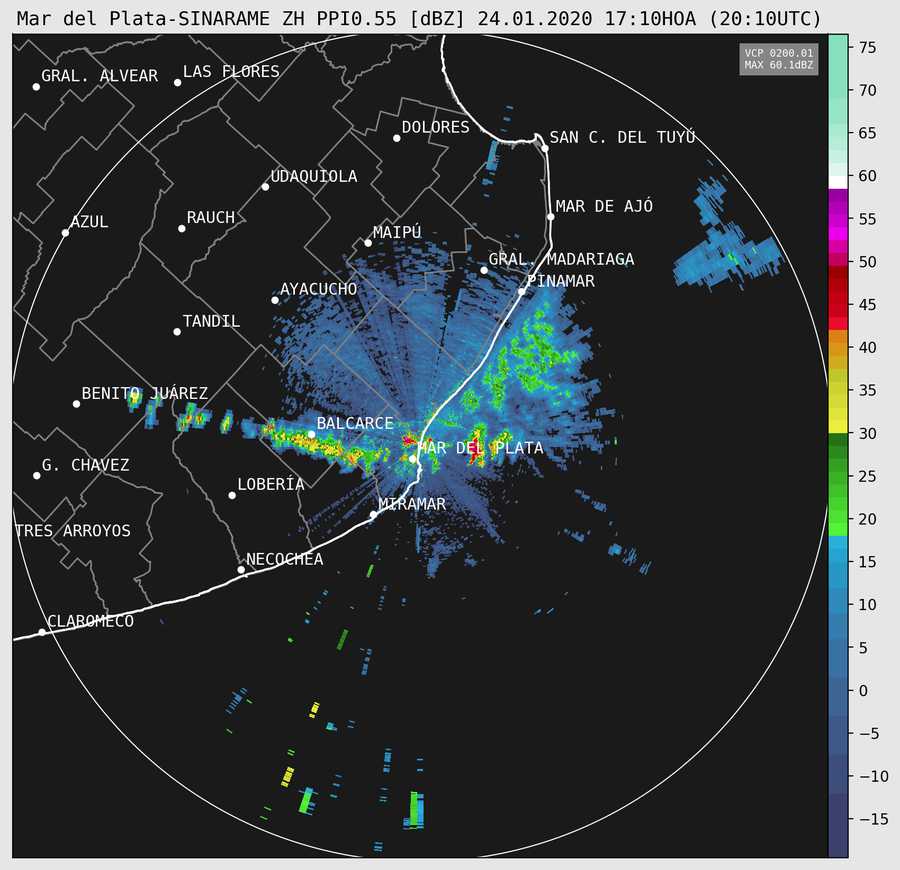 Mar del Plata-SINARAME ZH PPI0.55 [dBZ] 24.01.2020 17:10HOA (20:10UTC)
VCP 0200.01
MAX 60.1dBZ
GRAL. ALVEAR
LAS FLORES
DOLORES
SAN C. DEL TUYÚ
UDAQUIOLA
AZUL
RAUCH
MAR DE AJÓ
MAIPÚ
GRAL. MADARIAGA
PINAMAR
AYACUCHO
TANDIL
BENITO JUÁREZ
BALCARCE
MAR DEL PLATA
G. CHAVEZ
LOBERÍA
MIRAMAR
TRES ARROYOS
NECOCHEA
CLAROMECO
75
70
65
60
55
50
45
40
35
30
25
20
15
10
5
0
−5
−10
−15